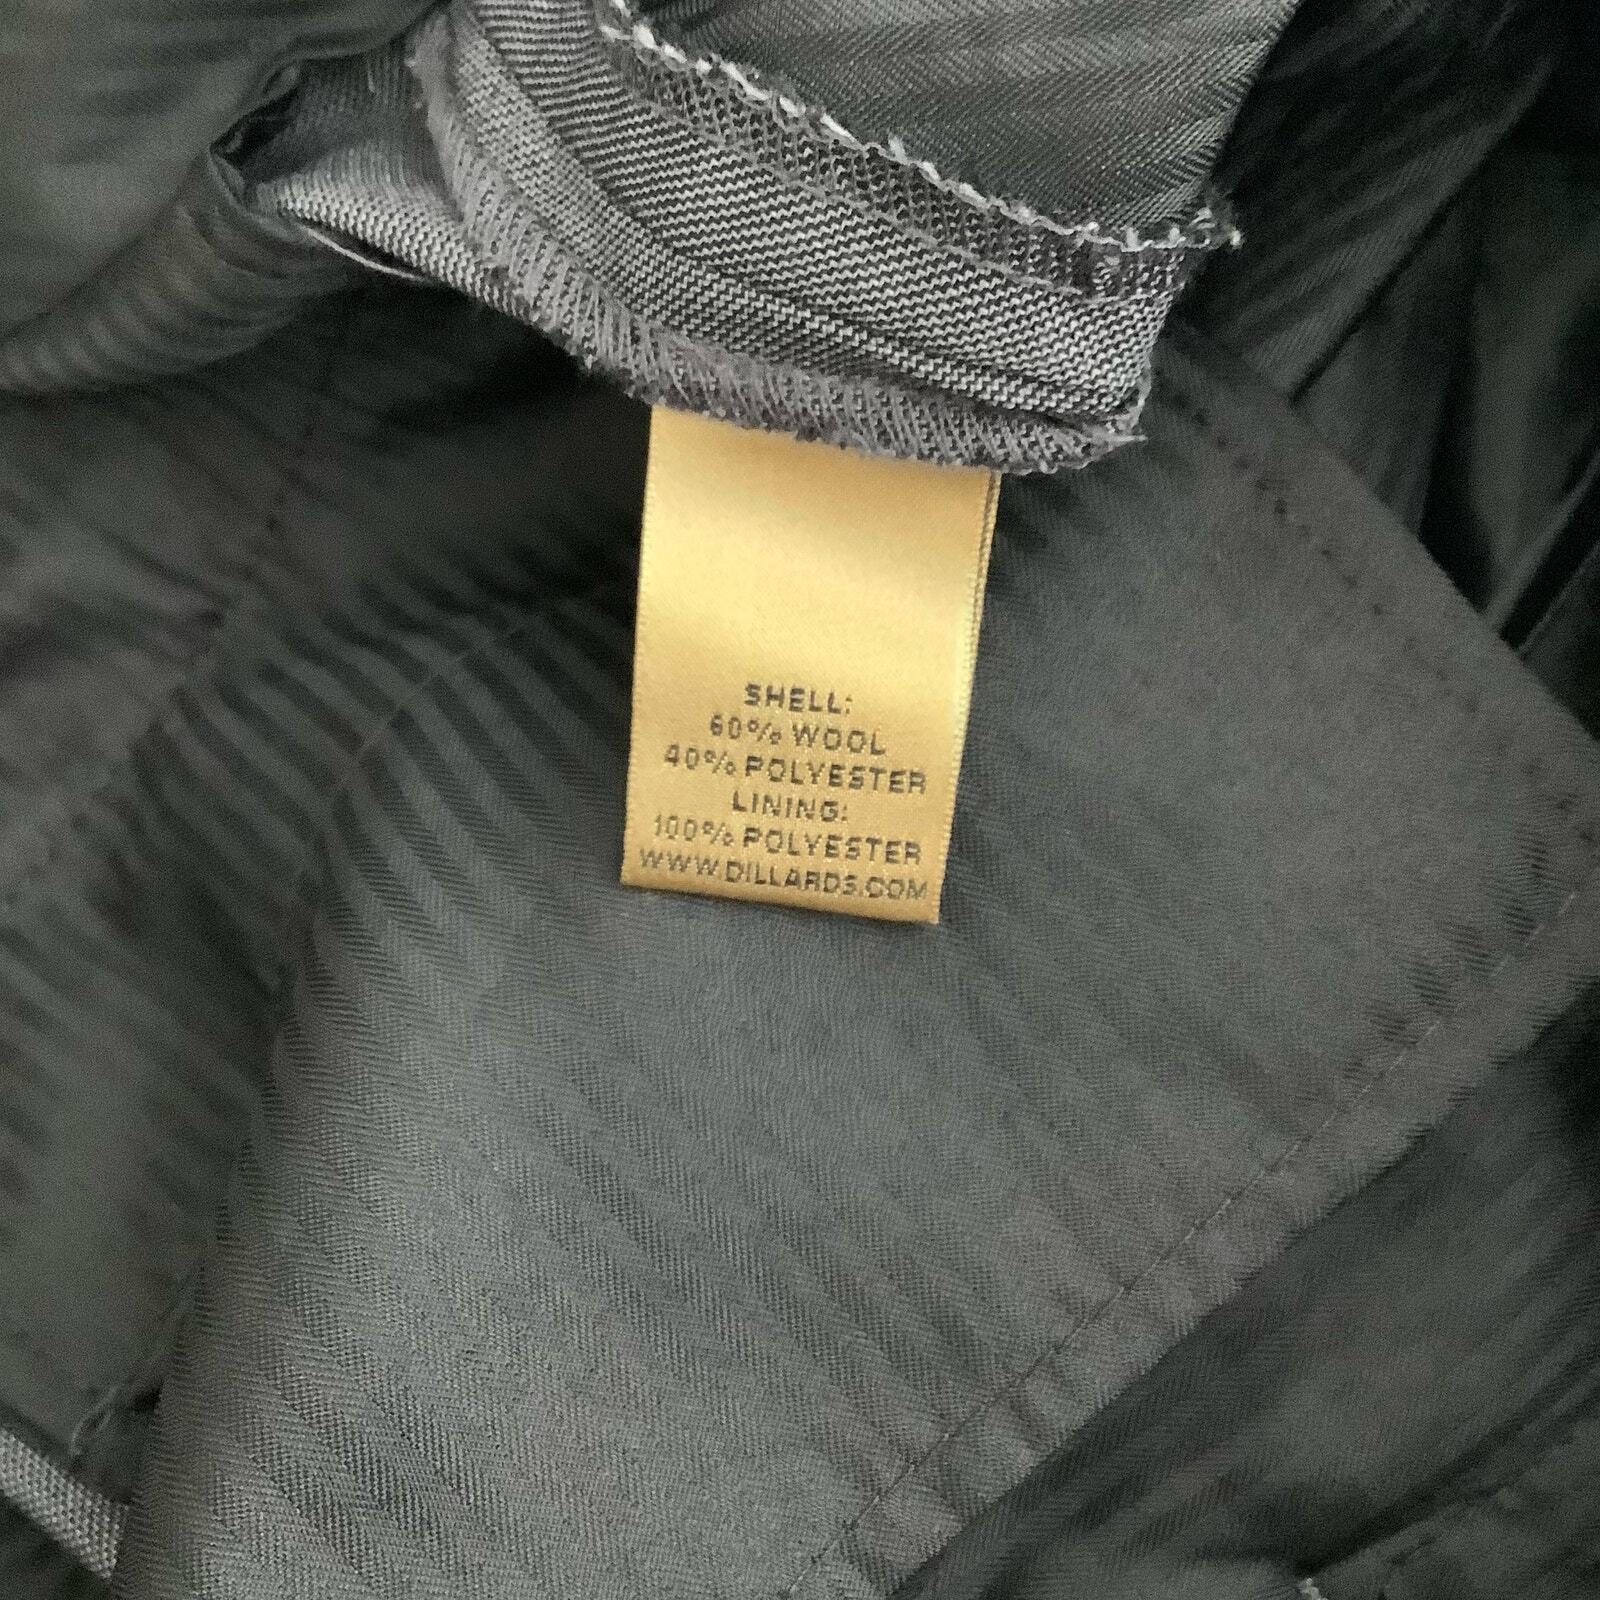 SHELL:
60% WOOL
40% POLYESTER
LINING:
100% POLYESTER
WWW.DILLARDS.COM